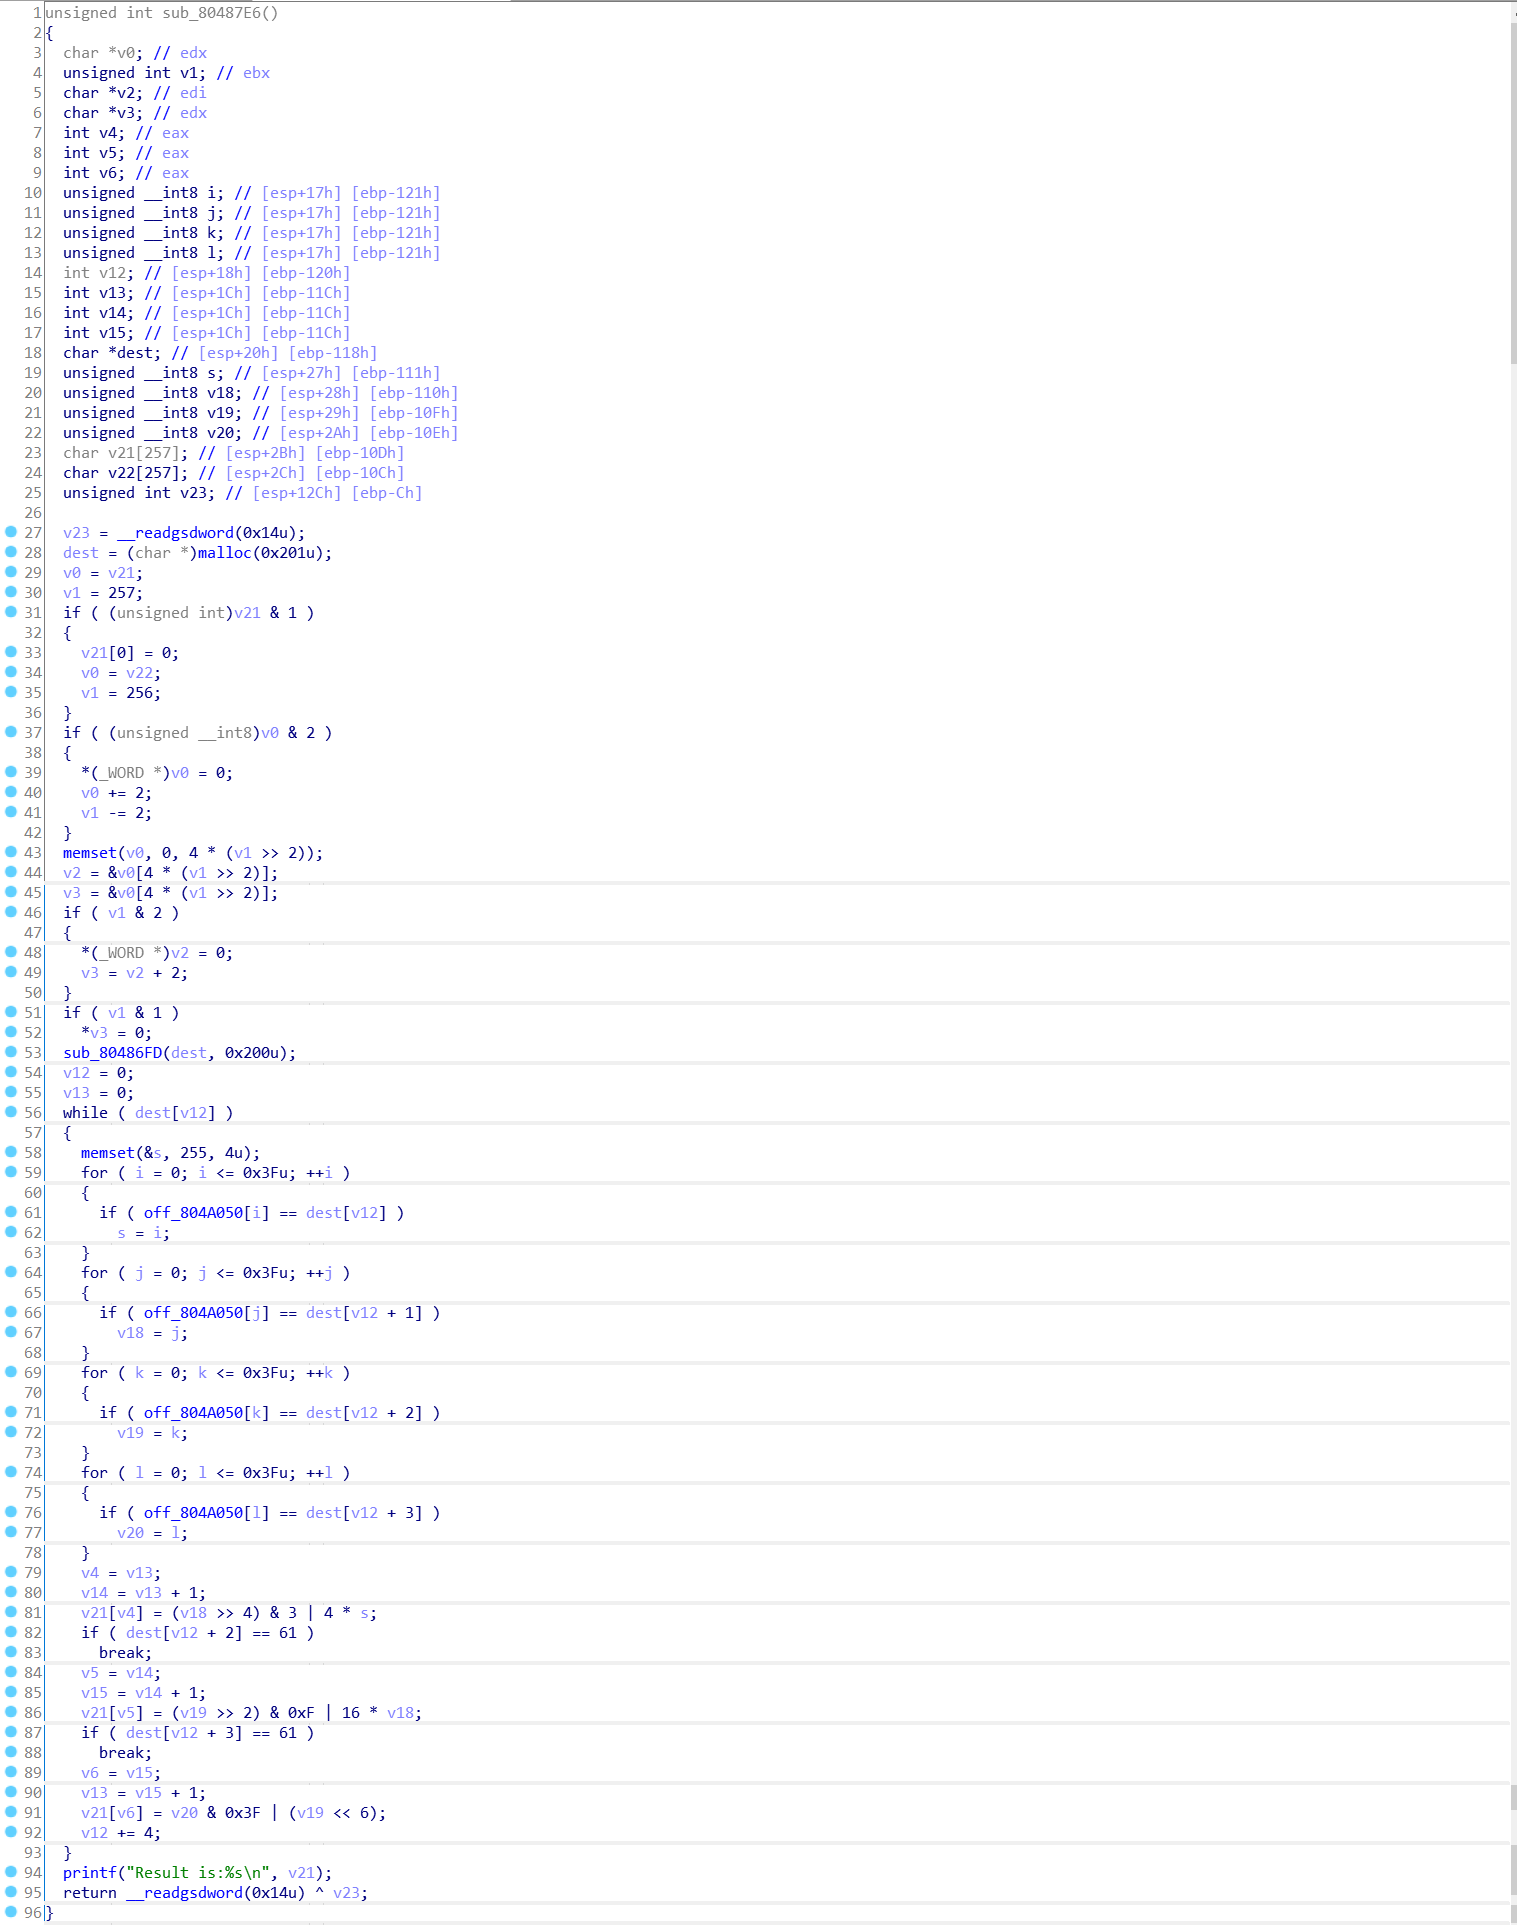 1 unsigned int sub_80487E6()
2 {
3 char *v0; // edx
4 unsigned int v1; // ebx
5 char *v2; // edi
6 char *v3; // edx
7 int v4; // eax
8 int v5; // eax
9 int v6; // eax
10 unsigned __int8 i; // [esp+17h] [ebp-121h]
11 unsigned __int8 j; // [esp+17h] [ebp-121h]
12 unsigned __int8 k; // [esp+17h] [ebp-121h]
13 unsigned __int8 l; // [esp+17h] [ebp-121h]
14 int v12; // [esp+18h] [ebp-120h]
15 int v13; // [esp+1Ch] [ebp-11Ch]
16 int v14; // [esp+1Ch] [ebp-11Ch]
17 int v15; // [esp+1Ch] [ebp-11Ch]
18 char *dest; // [esp+20h] [ebp-118h]
19 unsigned __int8 s; // [esp+27h] [ebp-111h]
20 unsigned __int8 v18; // [esp+28h] [ebp-110h]
21 unsigned __int8 v19; // [esp+29h] [ebp-10Fh]
22 unsigned __int8 v20; // [esp+2Ah] [ebp-10Eh]
23 char v21[257]; // [esp+2Bh] [ebp-10Dh]
24 char v22[257]; // [esp+2Ch] [ebp-10Ch]
25 unsigned int v23; // [esp+12Ch] [ebp-Ch]
26
27 v23 = __readgsdword(0x14u);
28 dest = (char *)malloc(0x201u);
29 v0 = v21;
30 v1 = 257;
31 if ( (unsigned int)v21 & 1 )
32 {
33 v21[0] = 0;
34 v0 = v22;
35 v1 = 256;
36 }
37 if ( (unsigned __int8)v0 & 2 )
38 {
39 *(_WORD *)v0 = 0;
40 v0 += 2;
41 v1 -= 2;
42 }
43 memset(v0, 0, 4 * (v1 >> 2));
44 v2 = &v0[4 * (v1 >> 2)];
45 v3 = &v0[4 * (v1 >> 2)];
46 if ( v1 & 2 )
47 {
48 *(_WORD *)v2 = 0;
49 v3 = v2 + 2;
50 }
51 if ( v1 & 1 )
52 *v3 = 0;
53 sub_80486FD(dest, 0x200u);
54 v12 = 0;
55 v13 = 0;
56 while ( dest[v12] )
57 {
58 memset(&s, 255, 4u);
59 for ( i = 0; i <= 0x3Fu; ++i )
60 {
61 if ( off_804A050[i] == dest[v12] )
62 s = i;
63 }
64 for ( j = 0; j <= 0x3Fu; ++j )
65 {
66 if ( off_804A050[j] == dest[v12 + 1] )
67 v18 = j;
68 }
69 for ( k = 0; k <= 0x3Fu; ++k )
70 {
71 if ( off_804A050[k] == dest[v12 + 2] )
72 v19 = k;
73 }
74 for ( l = 0; l <= 0x3Fu; ++l )
75 {
76 if ( off_804A050[l] == dest[v12 + 3] )
77 v20 = l;
78 }
79 v4 = v13;
80 v14 = v13 + 1;
81 v21[v4] = (v18 >> 4) & 3 | 4 * s;
82 if ( dest[v12 + 2] == 61 )
83 break;
84 v5 = v14;
85 v15 = v14 + 1;
86 v21[v5] = (v19 >> 2) & 0xF | 16 * v18;
87 if ( dest[v12 + 3] == 61 )
88 break;
89 v6 = v15;
90 v13 = v15 + 1;
91 v21[v6] = v20 & 0x3F | (v19 << 6);
92 v12 += 4;
93 }
94 printf("Result is:%s\n", v21);
95 return __readgsdword(0x14u) ^ v23;
96 }